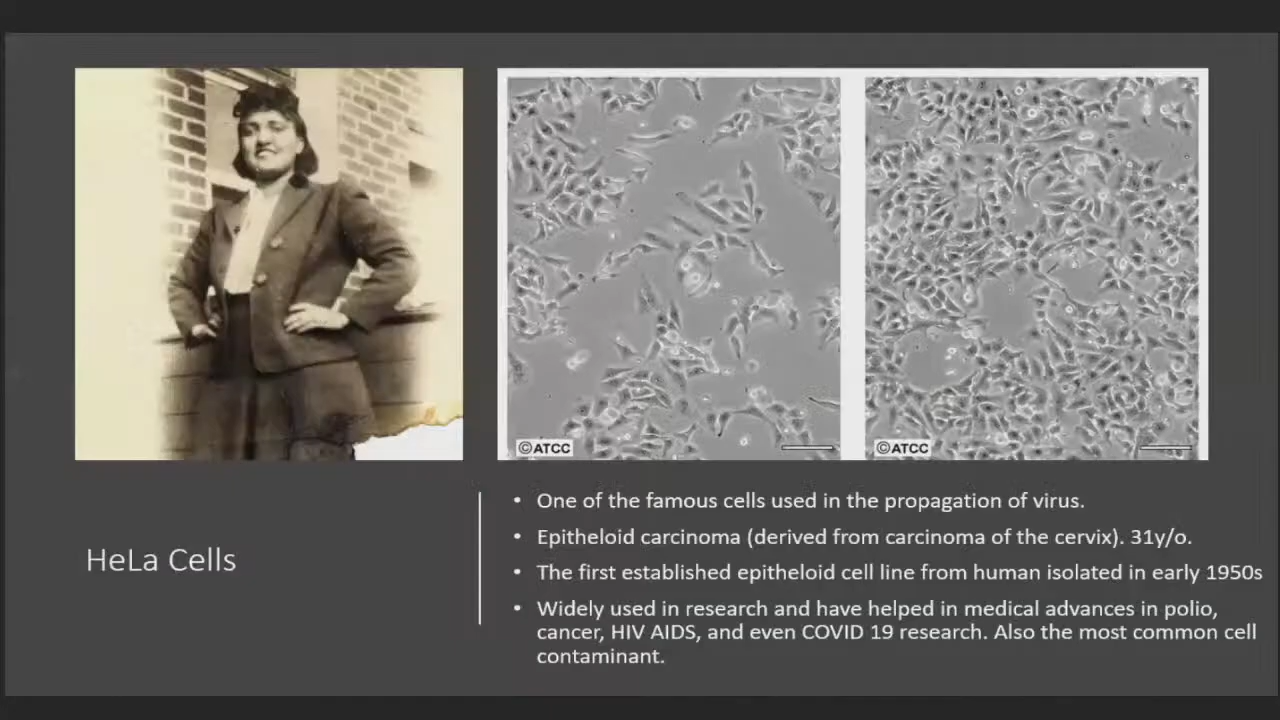 ©ATCC
©ATCC
HeLa Cells
• One of the famous cells used in the propagation of virus.
• Epitheloid carcinoma (derived from carcinoma of the cervix). 31y/o.
• The first established epitheloid cell line from human isolated in early 1950s
• Widely used in research and have helped in medical advances in polio,
cancer, HIV AIDS, and even COVID 19 research. Also the most common cell
contaminant.